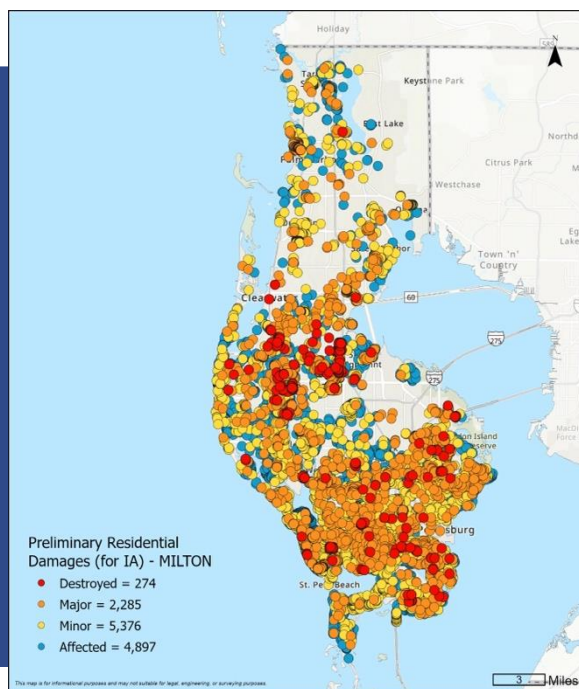 Holiday
N
Keystone Park
East Lake
Citrus Park
Westchase
Town 'n'
Country
60
275
Clearwat
275
St. Pete Beach
Preliminary Residential
Damages (for IA) - MILTON
Destroyed = 274
Major = 2,285
Minor = 5,376
Affected = 4,897
3 Miles
This map is for informational purposes and may not suitable for legal, engineering, or surveying purposes.